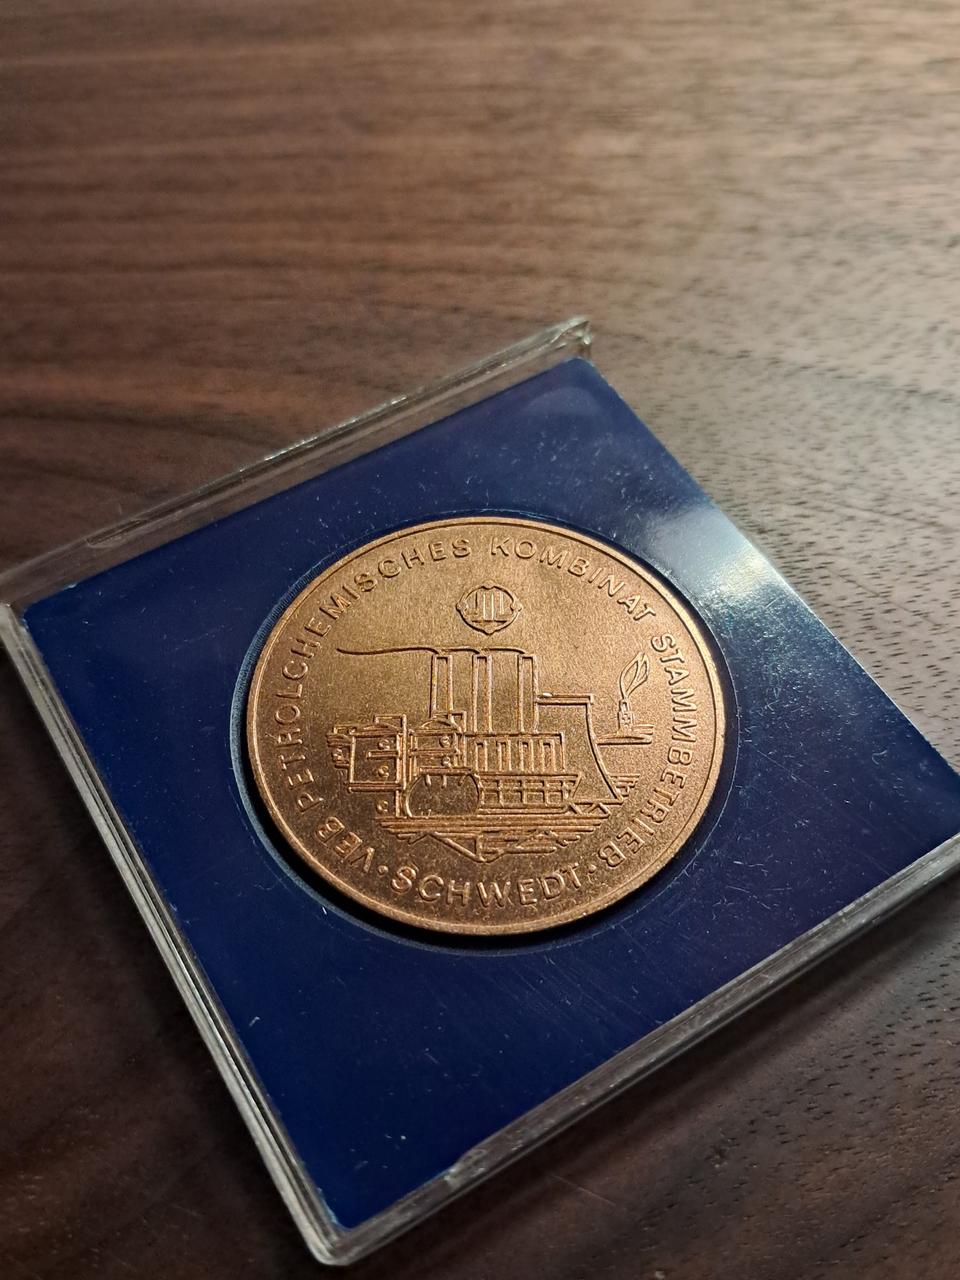 VEB PETROLCHEMISCHES KOMBINAT STAMMBETRIEB
· SCHWEDT ·